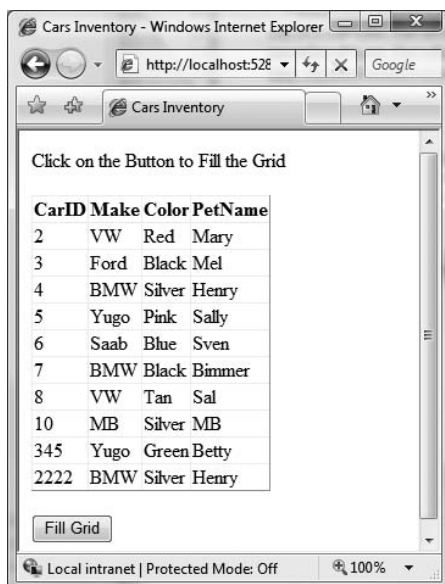 Cars Inventory - Windows Internet Explorer
http://localhost:528
Google
Cars Inventory
Click on the Button to Fill the Grid
CarID Make Color PetName
2 VW Red Mary
3 Ford Black Mel
4 BMW Silver Henry
5 Yugo Pink Sally
6 Saab Blue Sven
7 BMW Black Bimmer
8 VW Tan Sal
10 MB Silver MB
345 Yugo Green Betty
2222 BMW Silver Henry
Fill Grid
Local intranet | Protected Mode: Off 100%